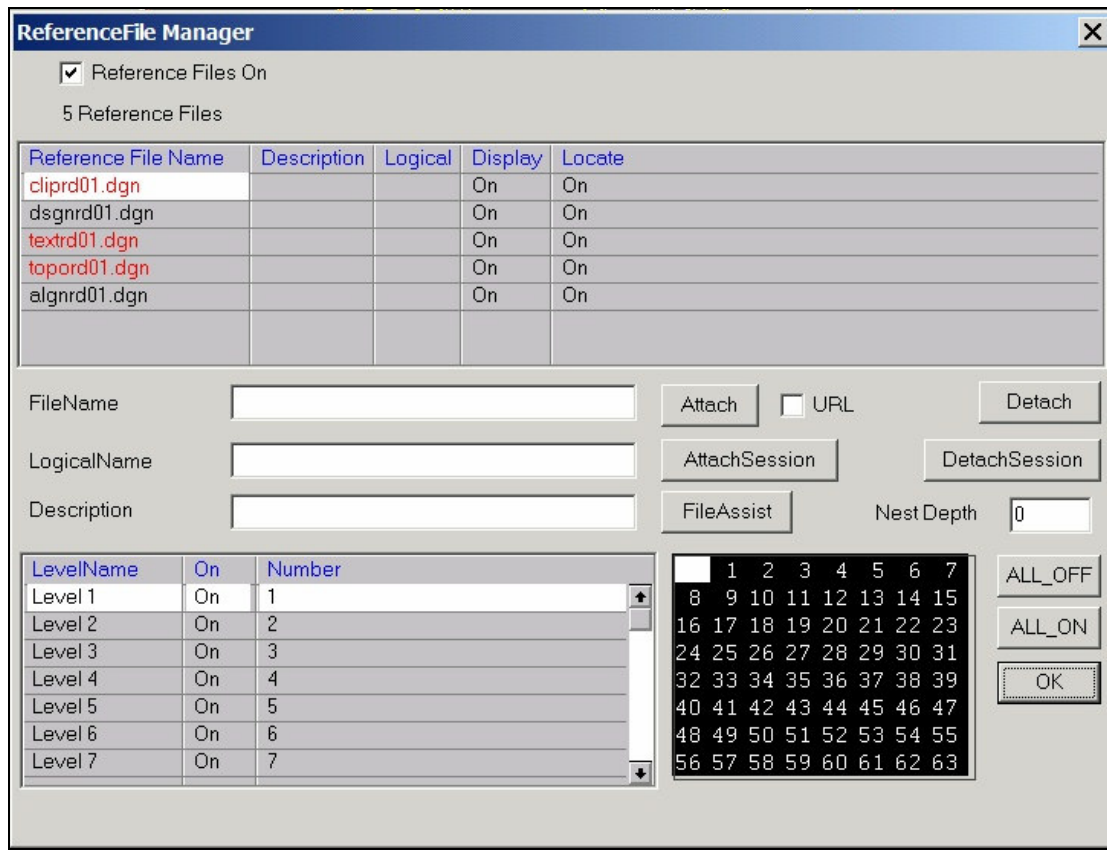 ReferenceFile Manager
Reference Files On
5 Reference Files
Reference File Name Description Logical Display Locate
cliprd01.dgn On On
dsgnrd01.dgn On On
textrd01.dgn On On
topord01.dgn On On
algnrd01.dgn On On
FileName Attach URL Detach
LogicalName AttachSession DetachSession
Description FileAssist Nest Depth 0
LevelName On Number
Level 1 On 1
Level 2 On 2
Level 3 On 3
Level 4 On 4
Level 5 On 5
Level 6 On 6
Level 7 On 7
1 2 3 4 5 6 7
8 9 10 11 12 13 14 15
16 17 18 19 20 21 22 23
24 25 26 27 28 29 30 31
32 33 34 35 36 37 38 39
40 41 42 43 44 45 46 47
48 49 50 51 52 53 54 55
56 57 58 59 60 61 62 63
ALL_OFF
ALL_ON
OK